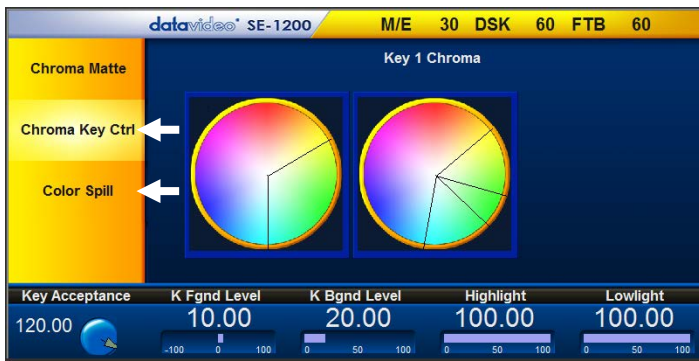 datavideo® SE-1200 M/E 30 DSK 60 FTB 60
Chroma Matte
Key 1 Chroma
Chroma Key Ctrl
Color Spill
Key Acceptance K Fgnd Level K Bgnd Level Highlight Lowlight
120.00 10.00 20.00 100.00 100.00
-100 0 100 0 50 100 0 50 100 0 50 100